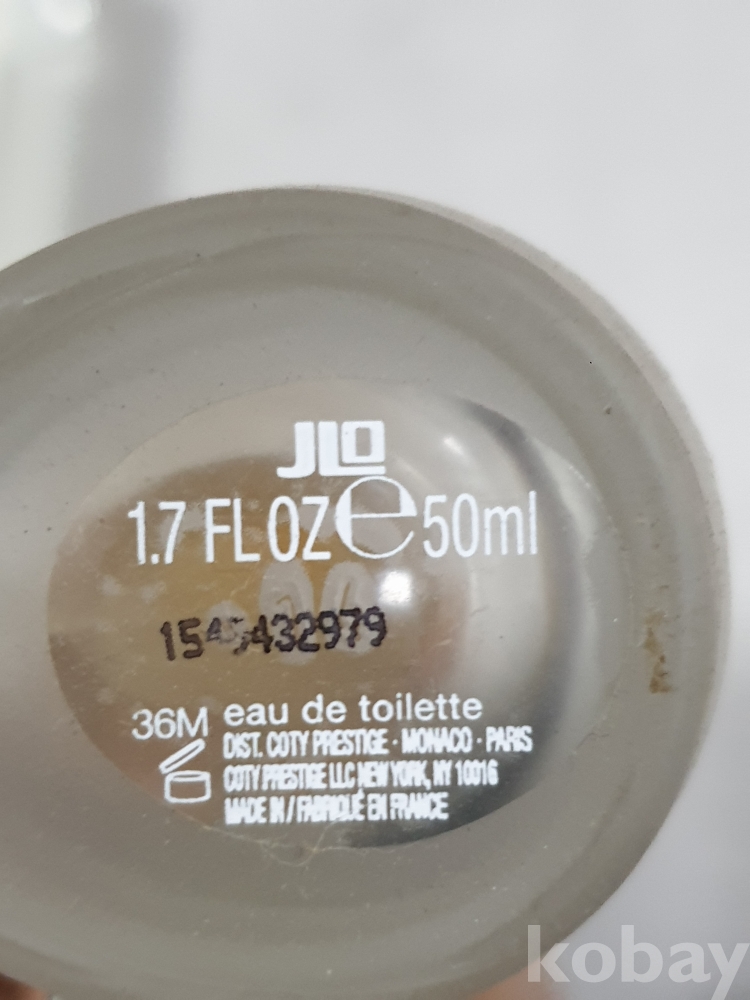 JLO
1.7 FL OZ e 50ml
36M eau de toilette
DIST. COTY PRESTIGE - MONACO - PARIS
COTY PRESTIGE LLC NEW YORK, NY 10016
MADE IN / FABRIQUÉ EN FRANCE
kobay